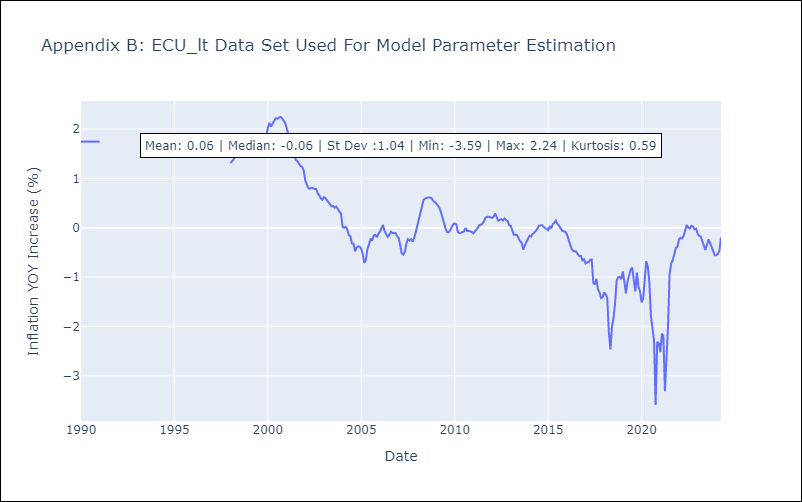 Appendix B: ECU_lt Data Set Used For Model Parameter Estimation
Mean: 0.06 | Median: -0.06 | St Dev :1.04 | Min: -3.59 | Max: 2.24 | Kurtosis: 0.59
Inflation YOY Increase (%)
2
1
0
−1
−2
−3
1990 1995 2000 2005 2010 2015 2020
Date